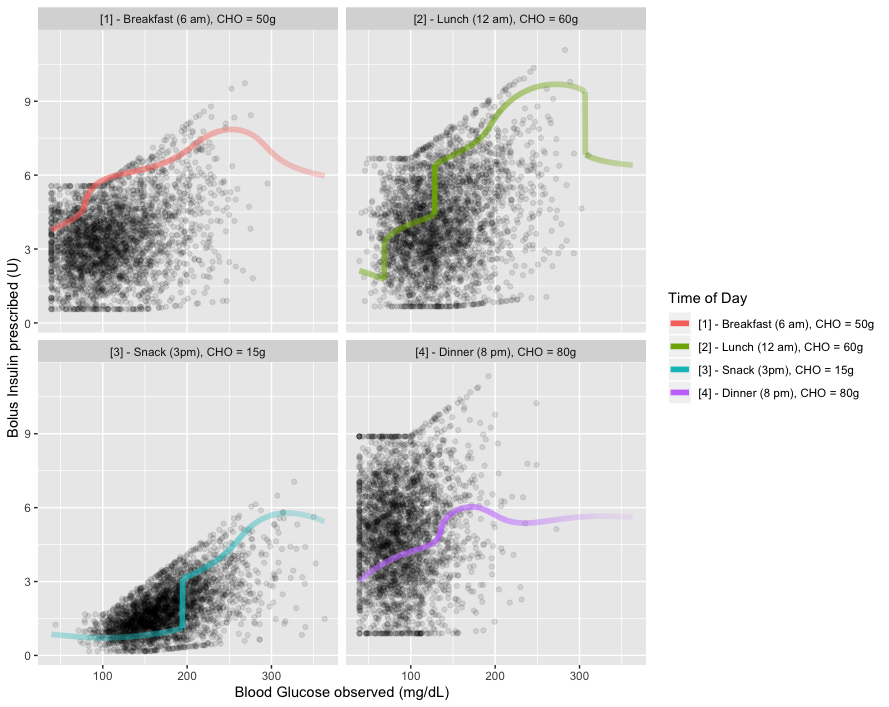 [1] - Breakfast (6 am), CHO = 50g
[2] - Lunch (12 am), CHO = 60g
9
6
3
0
[3] - Snack (3pm), CHO = 15g
[4] - Dinner (8 pm), CHO = 80g
9
6
3
0
100
200
300
100
200
300
Blood Glucose observed (mg/dL)
Bolus Insulin prescribed (U)
Time of Day
[1] - Breakfast (6 am), CHO = 50g
[2] - Lunch (12 am), CHO = 60g
[3] - Snack (3pm), CHO = 15g
[4] - Dinner (8 pm), CHO = 80g